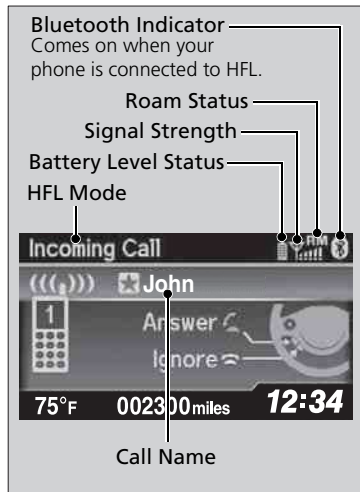 Bluetooth Indicator
Comes on when your
phone is connected to HFL.
Roam Status
Signal Strength
Battery Level Status
HFL Mode
Incoming Call
RM
John
1
Answer
Ignore
75°F 002300 miles 12:34
Call Name